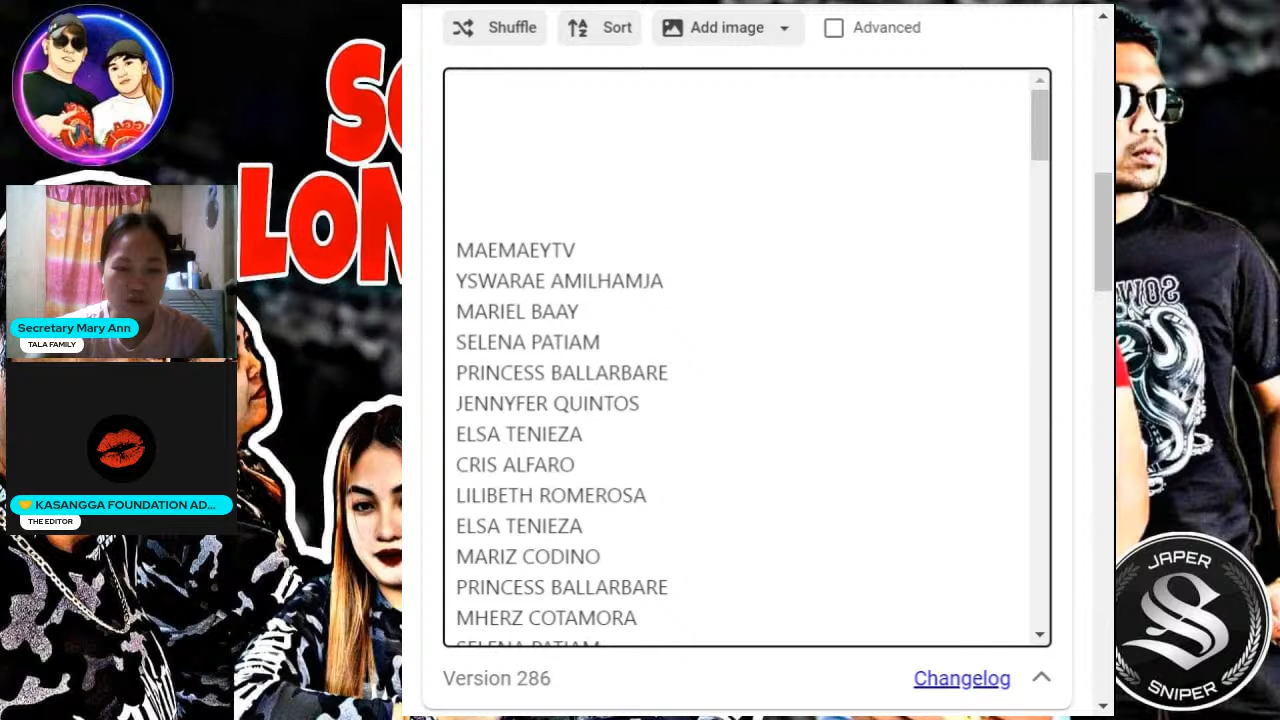 Shuffle
Sort
Add image
Advanced
MAEMAEYTV
YSWARAE AMILHAMJA
MARIEL BAAY
SELENA PATIAM
PRINCESS BALLARBARE
JENNYFER QUINTOS
ELSA TENIEZA
CRIS ALFARO
LILIBETH ROMEROSA
ELSA TENIEZA
MARIZ CODINO
PRINCESS BALLARBARE
MHERZ COTAMORA
SELENA PATIAM
Version 286
Changelog
Secretary Mary Ann
TALA FAMILY
KASANGGA FOUNDATION AD...
THE EDITOR
JAPER
S
SNIPER